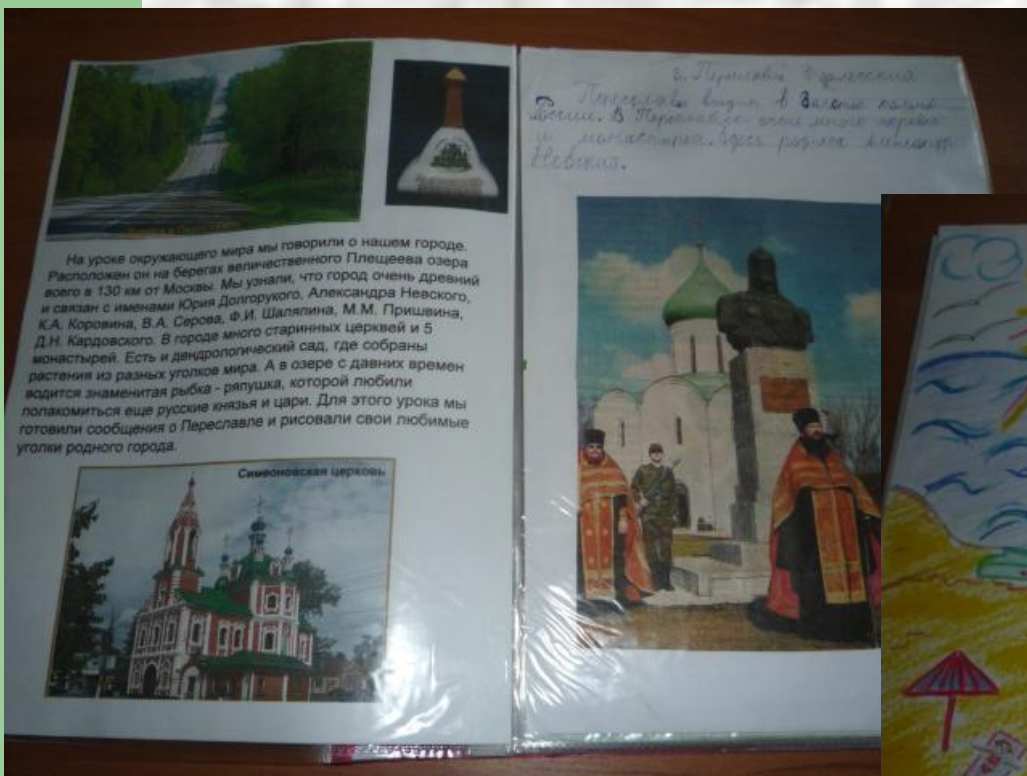 На уроке окружающего мира мы говорили о нашем городе.
Расположен он на берегах величественного Плещеева озера
всего в 130 км от Москвы. Мы узнали, что город очень древний
и связан с именами Юрия Долгорукого, Александра Невского,
К.А. Коровина, В.А. Серова, Ф.И. Шаляпина, М.М. Пришвина,
Д.Н. Кардовского. В городе много старинных церквей и 5
монастырей. Есть и дендрологический сад, где собраны
растения из разных уголков мира. А в озере с давних времен
водится знаменитая рыбка - ряпушка, которой любили
полакомиться еще русские князья и цари. Для этого урока мы
готовили сообщения о Переславле и рисовали свои любимые
уголки родного города.
Симеоновская церковь
в Золотое кольцо
России. В очень много церквей
и монастырей. Здесь родился Александр
Невский.